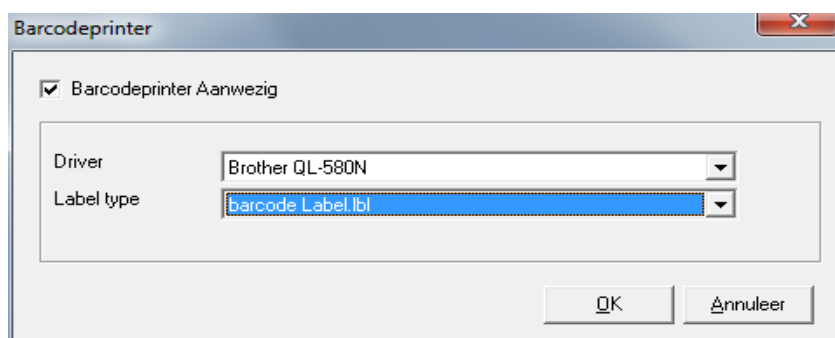 Barcodeprinter
Barcodeprinter Aanwezig
Driver
Brother QL-580N
Label type
barcode Label.lbl
OK
Annuleer